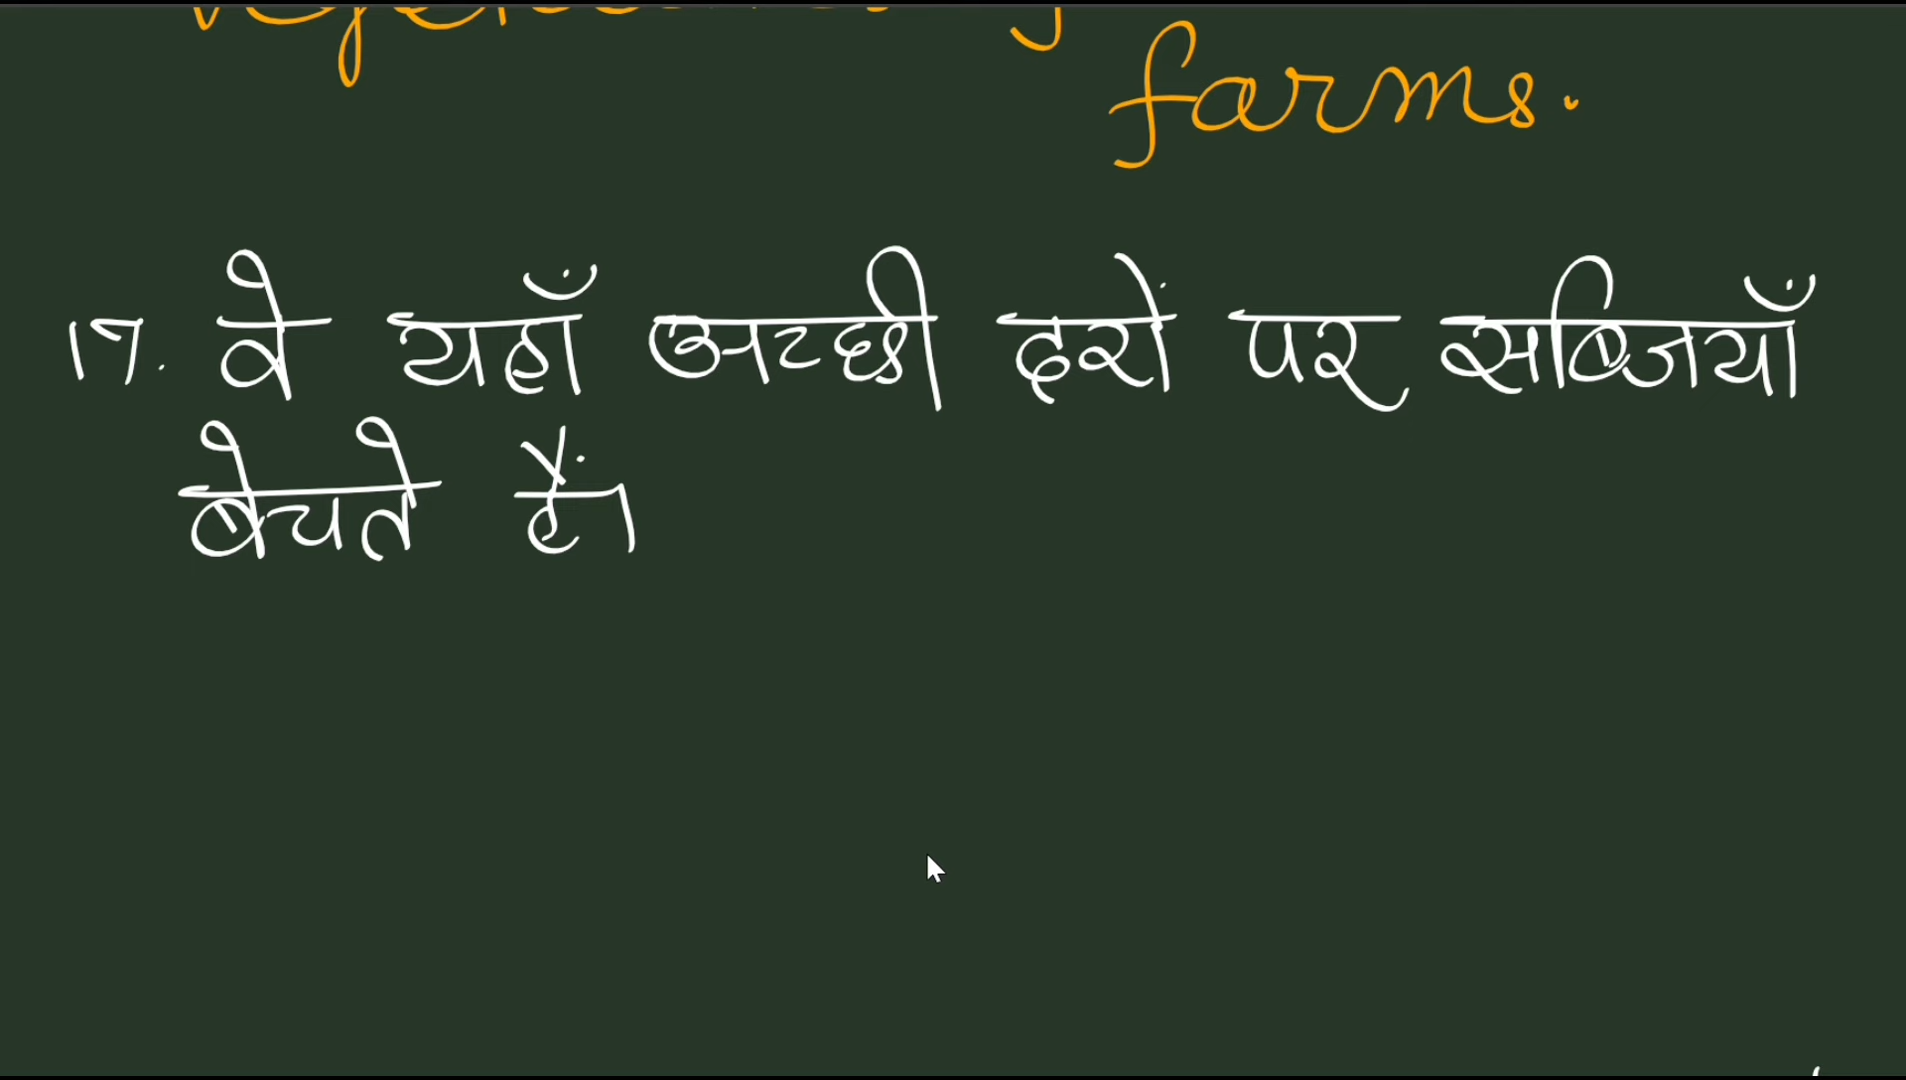 farms.
17. वे यहाँ अच्छी दरों पर सब्जियाँ
बेचते हैं।